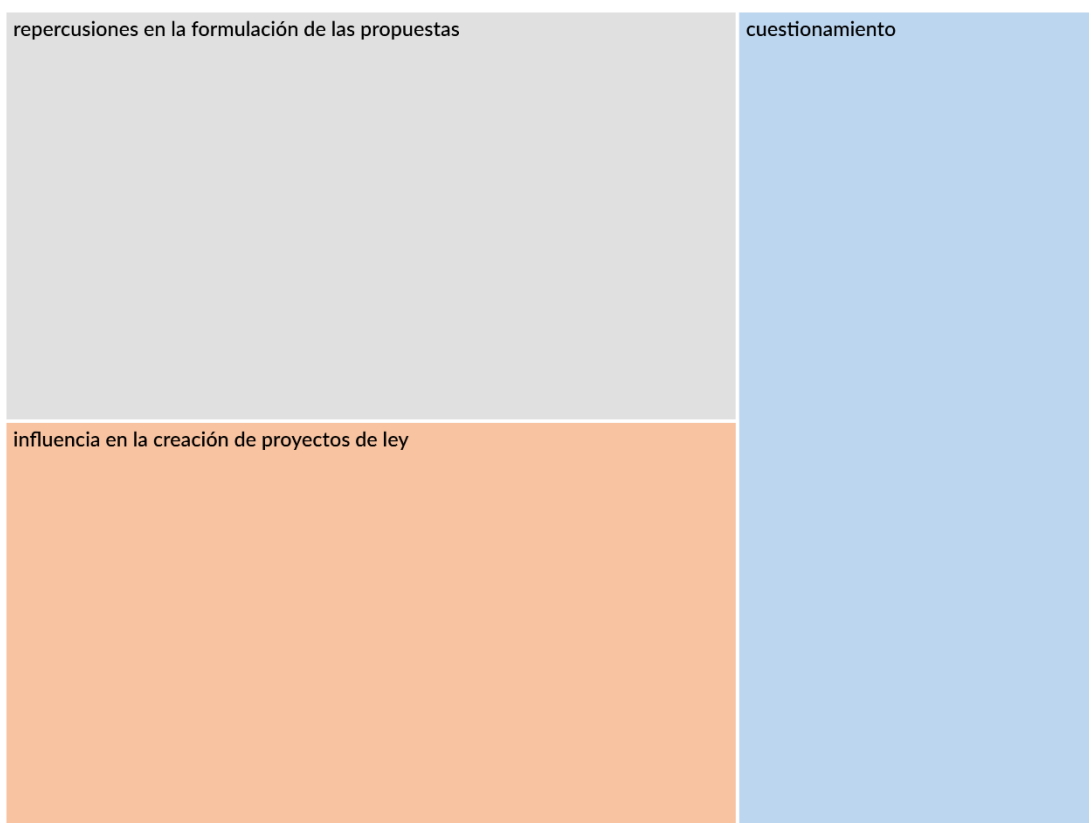 repercusiones en la formulación de las propuestas
cuestionamiento
influencia en la creación de proyectos de ley